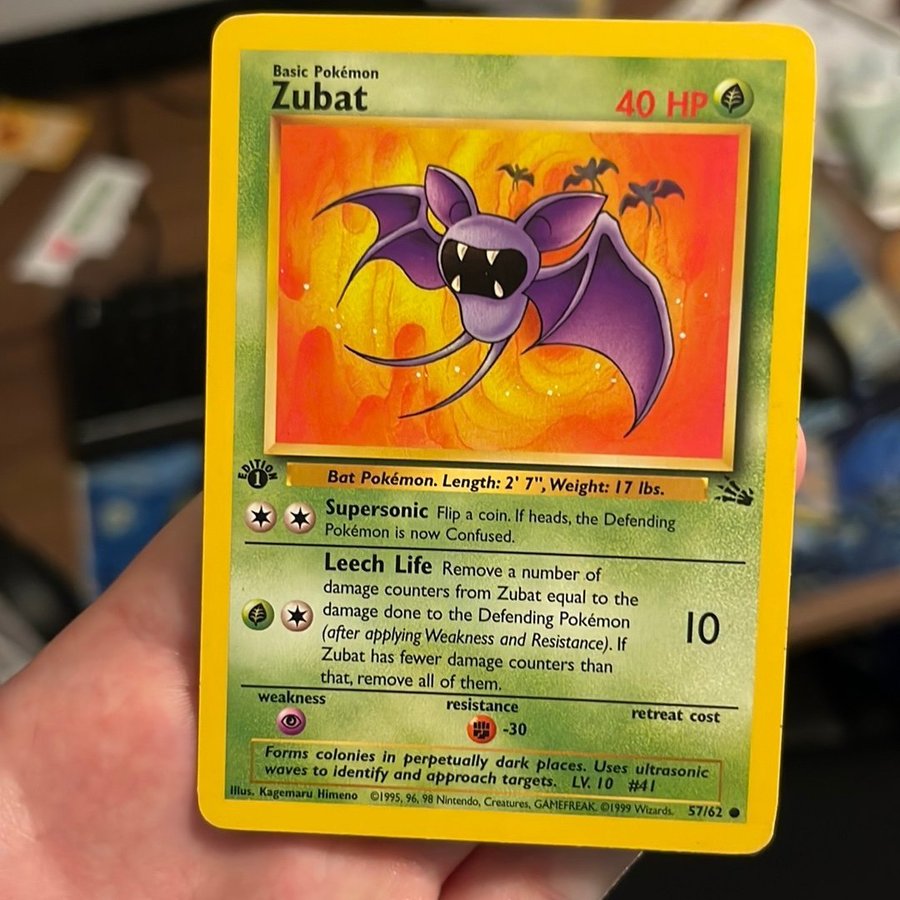 Basic Pokémon
Zubat
40 HP
EDITION
1
Bat Pokémon. Length: 2' 7", Weight: 17 lbs.
Supersonic Flip a coin. If heads, the Defending
Pokémon is now Confused.
Leech Life Remove a number of
damage counters from Zubat equal to the
damage done to the Defending Pokémon
(after applying Weakness and Resistance). If
Zubat has fewer damage counters than
that, remove all of them.
10
weakness
resistance
-30
retreat cost
Forms colonies in perpetually dark places. Uses ultrasonic
waves to identify and approach targets. LV. 10 #41
Illus. Kagemaru Himeno ©1995, 96, 98 Nintendo, Creatures, GAMEFREAK. ©1999 Wizards. 57/62